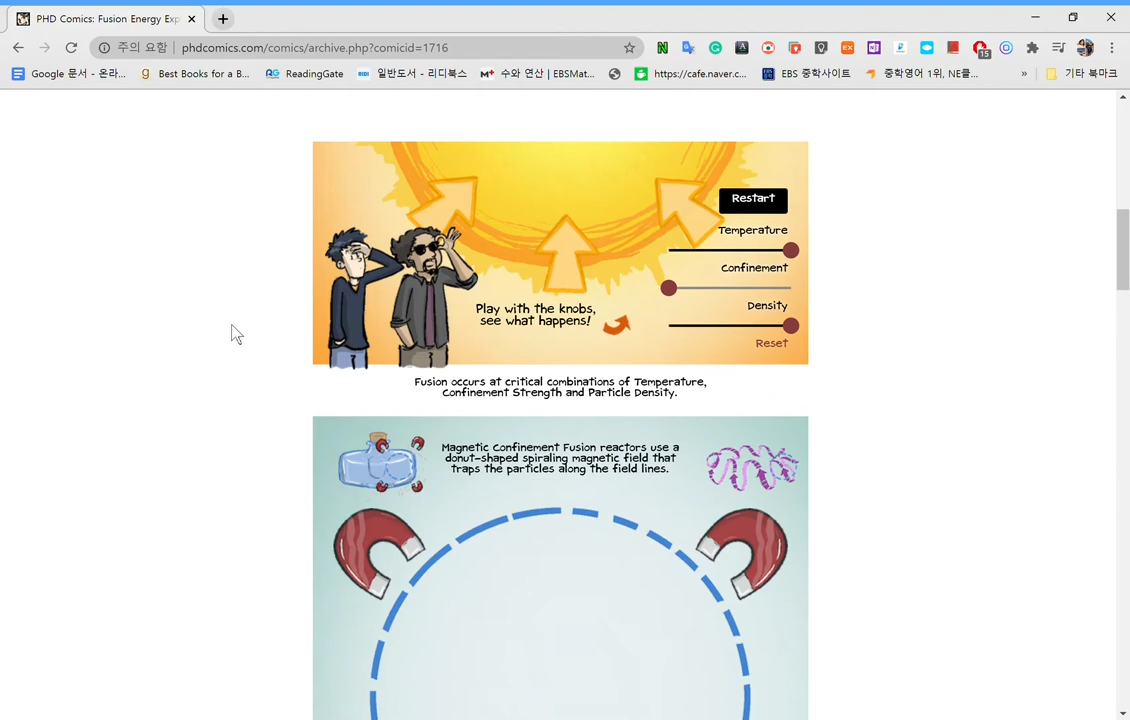 PHD Comics: Fusion Energy Exp
주의 요함
phdcomics.com/comics/archive.php?comicid=1716
15
Google 문서 - 온라...
Best Books for a B...
ReadingGate
일반도서 - 리디북스
수와 연산 | EBSMat...
https://cafe.naver.c...
EBS 중학사이트
중학영어 1위, NE클...
»
기타 북마크
Restart
Temperature
Confinement
Density
Reset
Play with the knobs,
see what happens!
Fusion occurs at critical combinations of Temperature,
Confinement Strength and Particle Density.
Magnetic Confinement Fusion reactors use a
donut-shaped spiraling magnetic field that
traps the particles along the field lines.